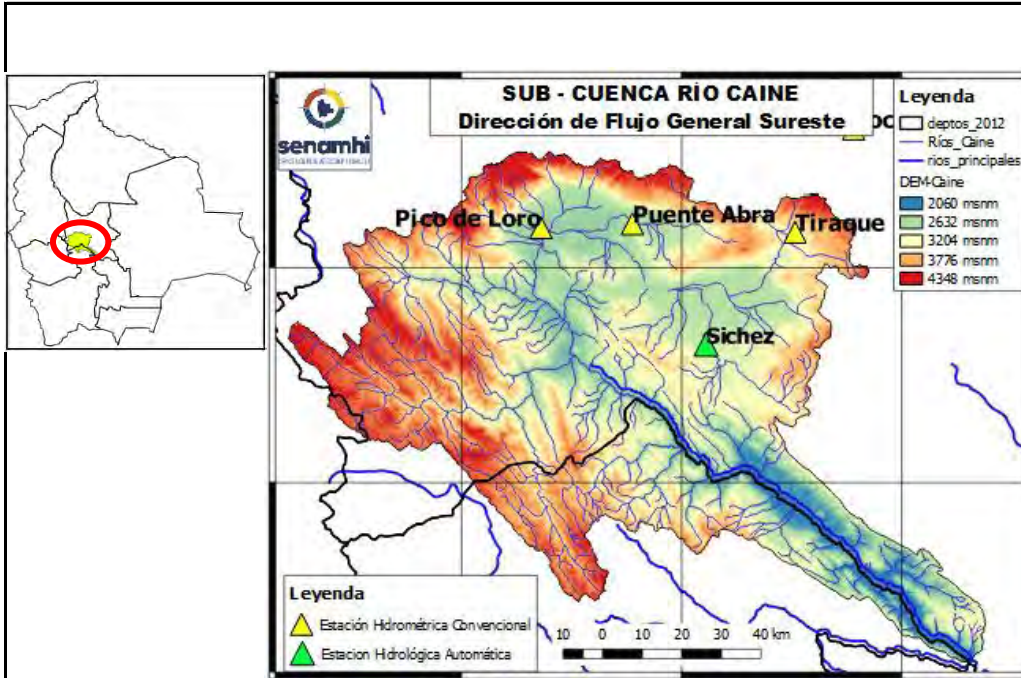 SUB - CUENCA RÍO CAINE
Dirección de Flujo General Sureste
senamhi
Leyenda
deptos_2012
Ríos_Caine
rios_principales
DEM-Caine
2060 msnm
2632 msnm
3204 msnm
3776 msnm
4348 msnm
Pico de Loro
Puente Abra
Tiraque
Sichez
Leyenda
Estación Hidrométrica Convencional
Estacion Hidrológica Automática
10 0 10 20 30 40 km